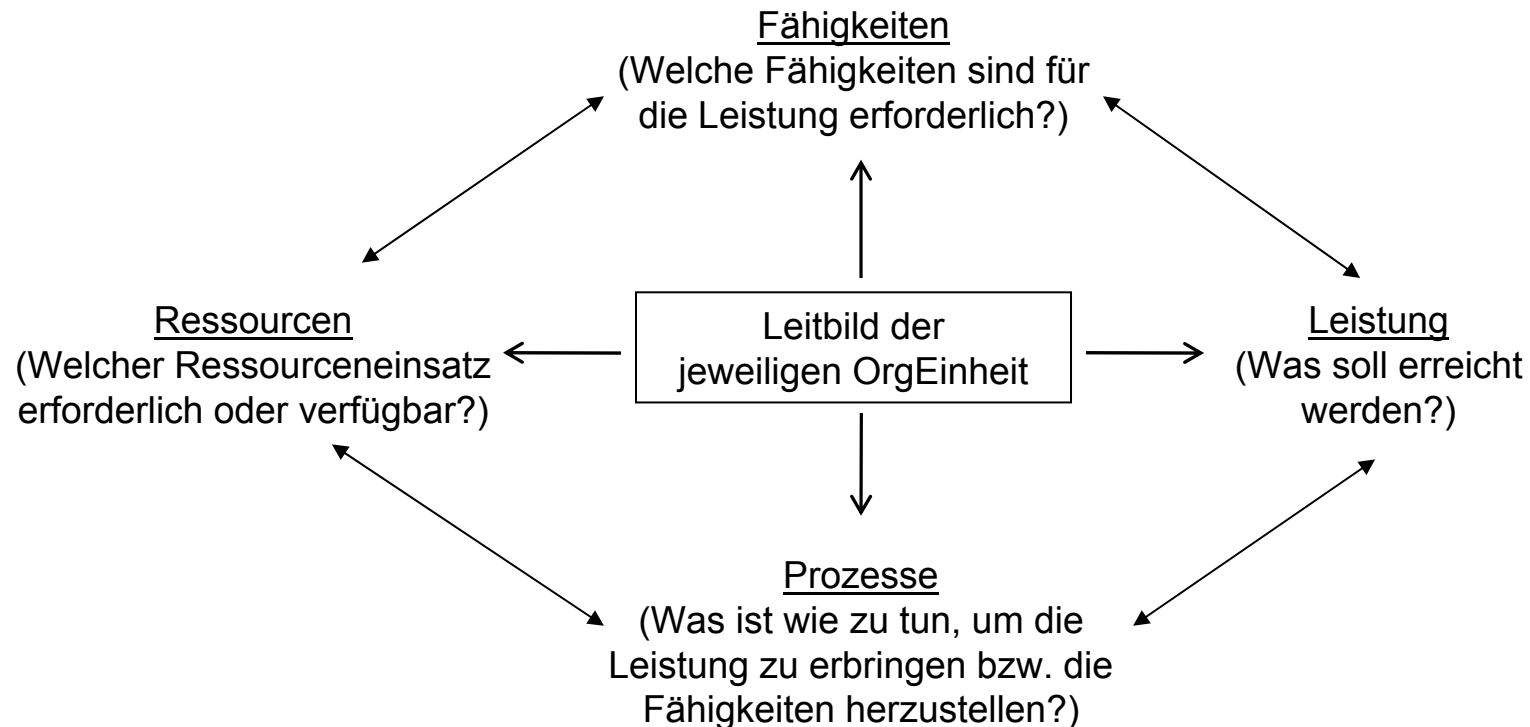 Fähigkeiten
(Welche Fähigkeiten sind für
die Leistung erforderlich?)
Ressourcen
(Welcher Ressourceneinsatz
erforderlich oder verfügbar?)
Leitbild der
jeweiligen OrgEinheit
Leistung
(Was soll erreicht
werden?)
Prozesse
(Was ist wie zu tun, um die
Leistung zu erbringen bzw. die
Fähigkeiten herzustellen?)